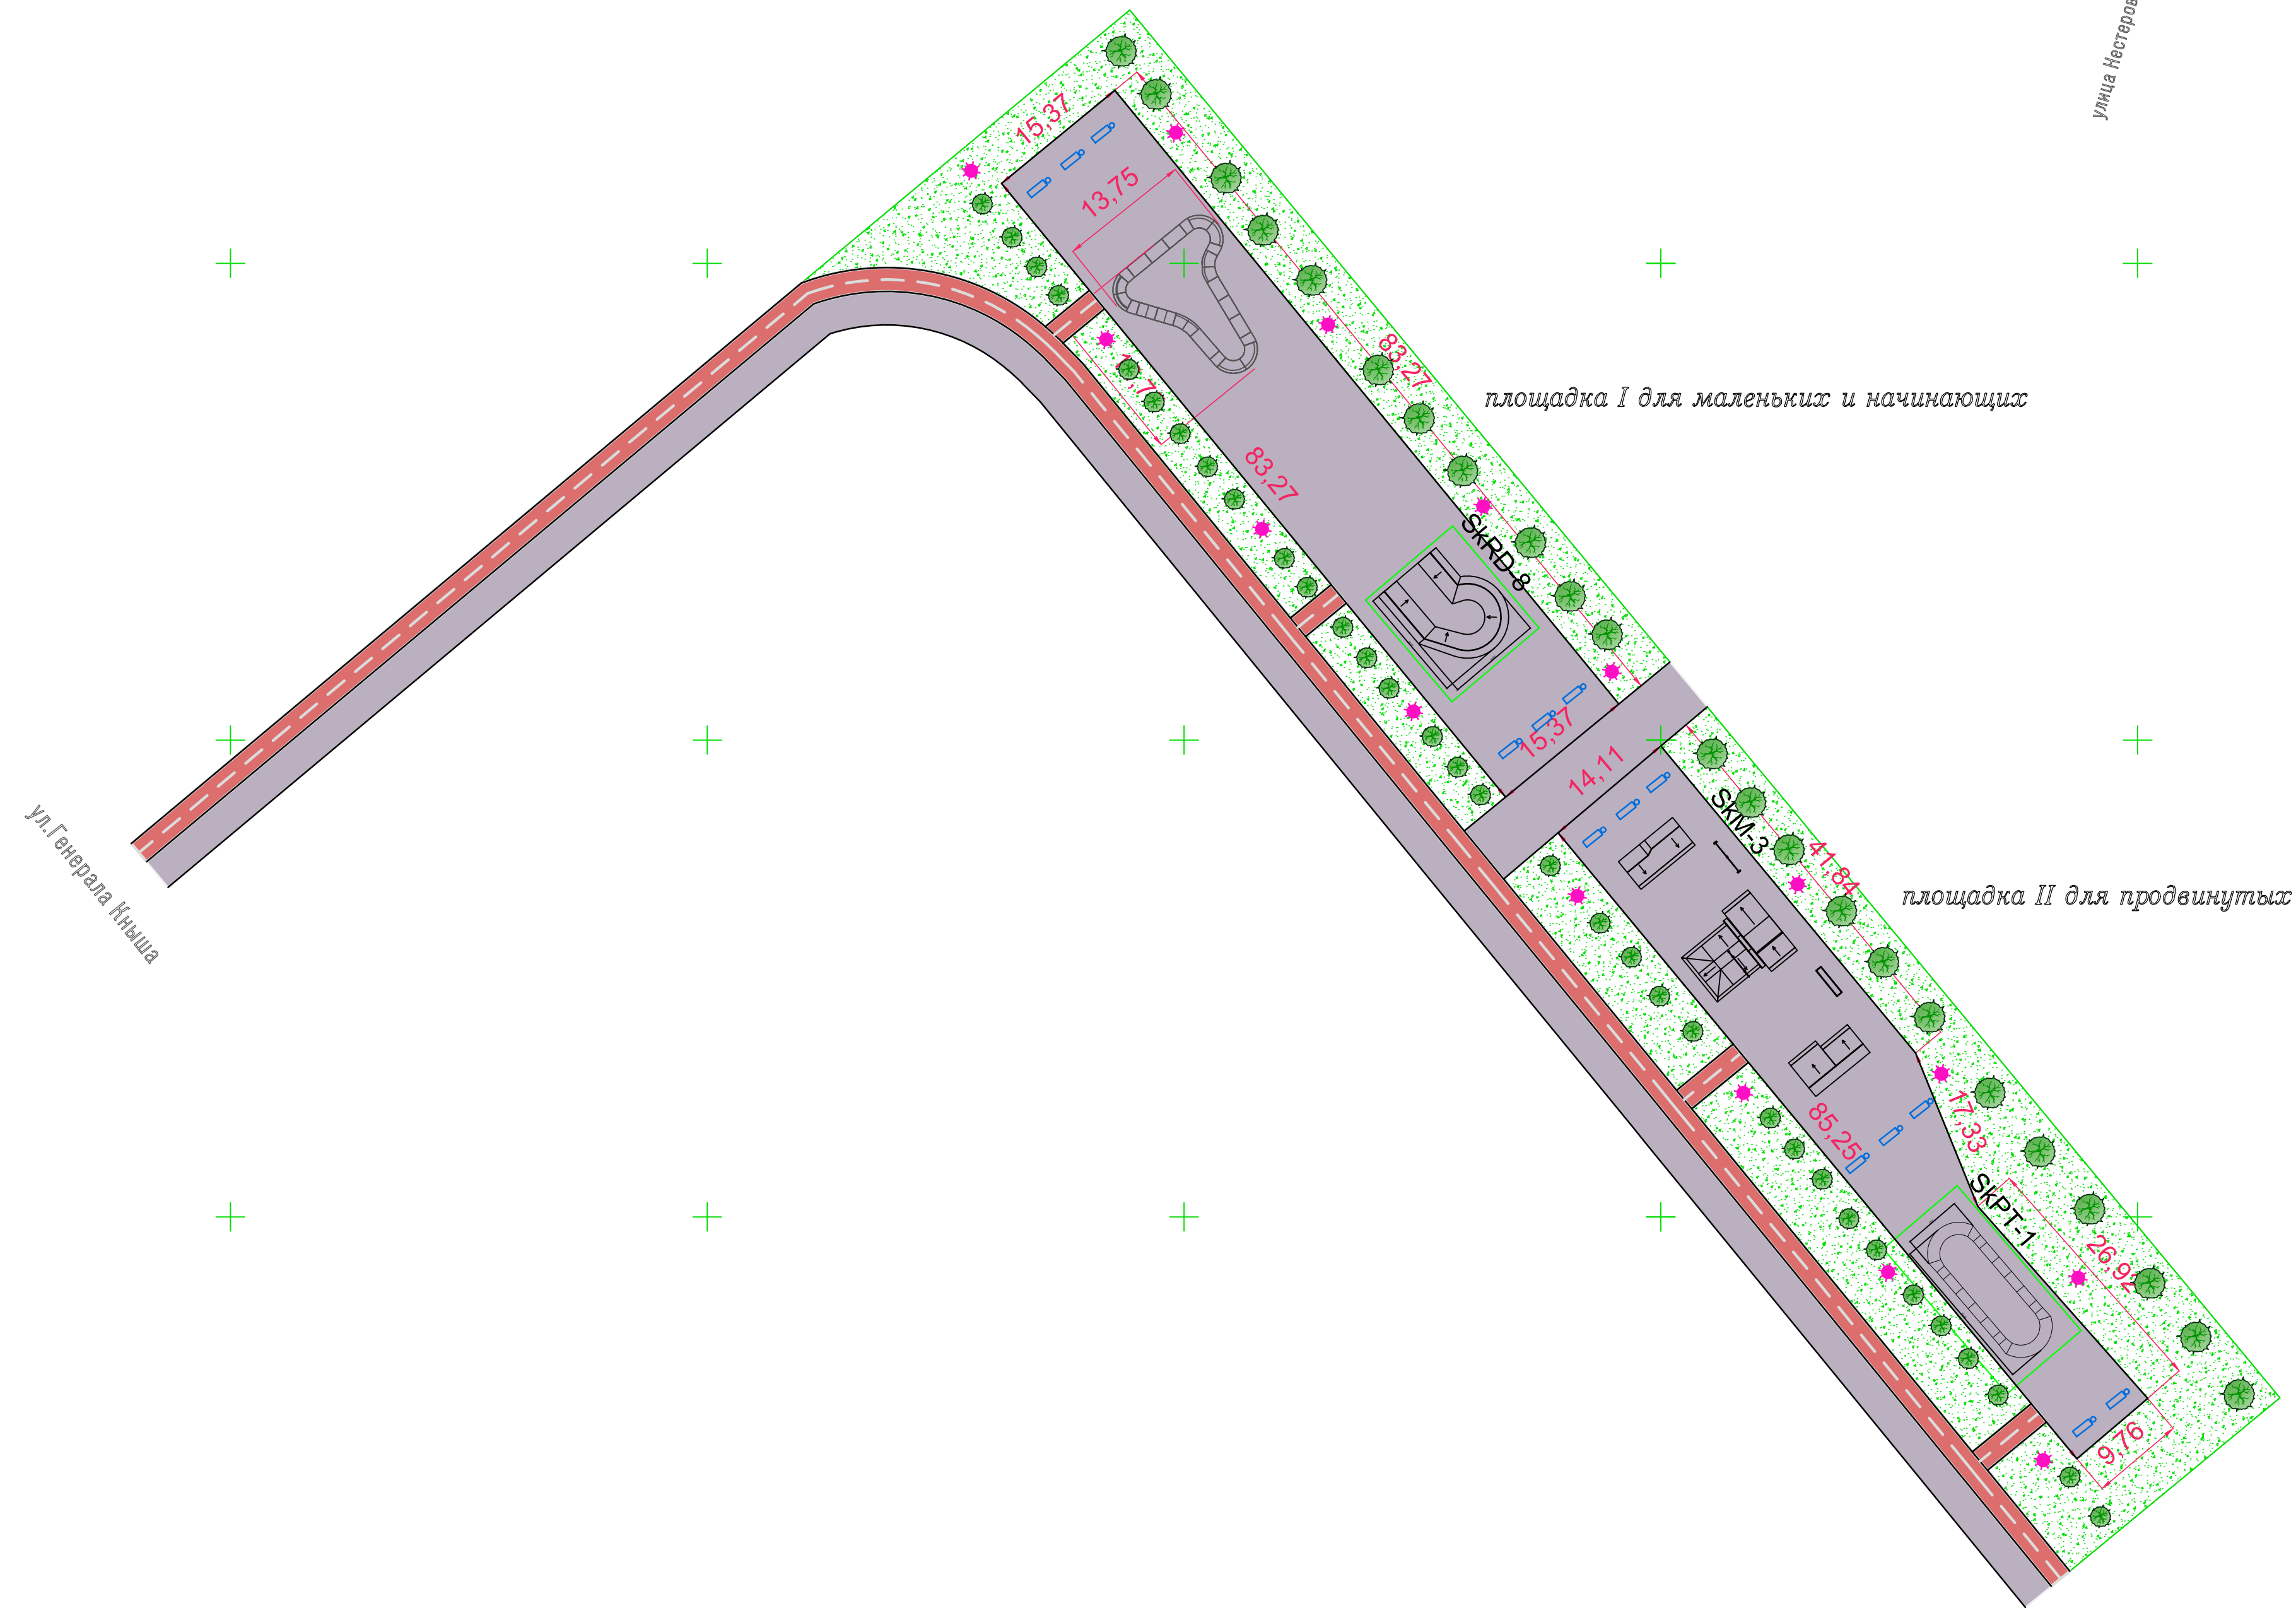 улица Нестеров
15,37
13,75
83,27
площадка I для маленьких и начинающих
83,27
SkRD-8
15,37
14,11
SkM-3
41,84
ул.Генерала Кныша
площадка II для продвинутых
85,25
17,33
SkPT-1
26,92
9,76